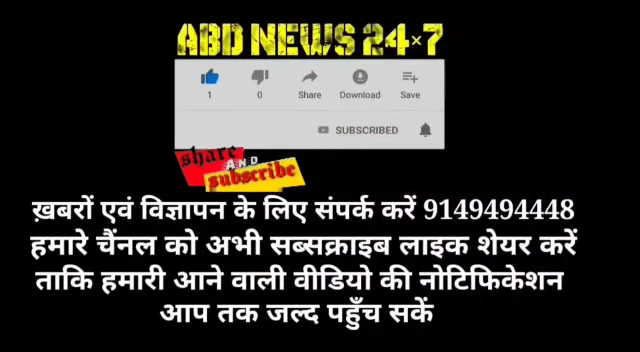 ABD NEWS 24×7
1 0 Share Download Save
SUBSCRIBED
share
AND
subscribe
ख़बरों एवं विज्ञापन के लिए संपर्क करें 9149494448
हमारे चैंनल को अभी सब्सक्राइब लाइक शेयर करें
ताकि हमारी आने वाली वीडियो की नोटिफिकेशन
आप तक जल्द पहुँच सकें